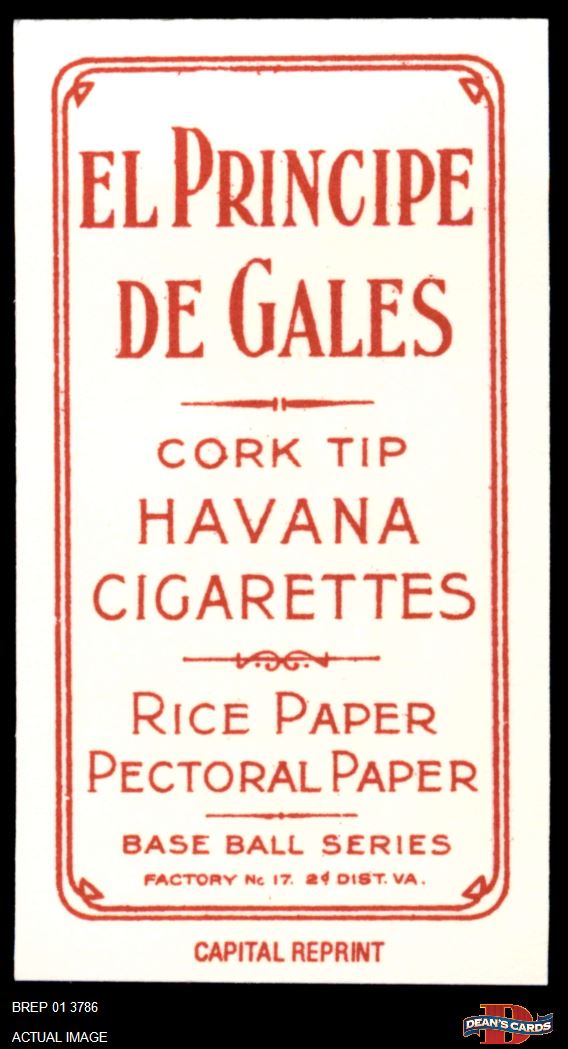 EL PRINCIPE
DE GALES
CORK TIP
HAVANA
CIGARETTES
RICE PAPER
PECTORAL PAPER
BASE BALL SERIES
FACTORY No 17. 2d DIST. VA.
CAPITAL REPRINT
BREP 01 3786
ACTUAL IMAGE
D
DEAN'S CARDS